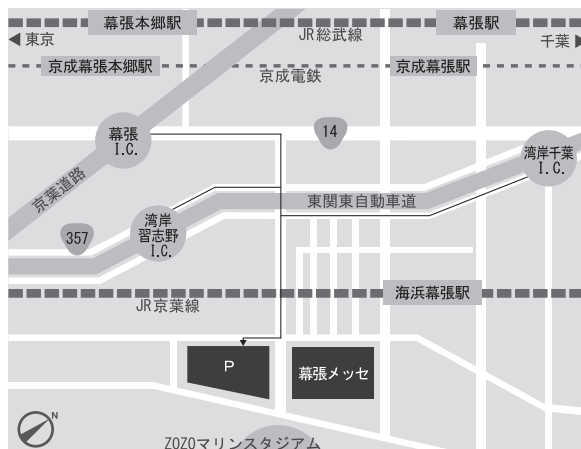 幕張本郷駅
幕張駅
JR総武線
東京
千葉
京成幕張本郷駅
京成幕張駅
京成電鉄
幕張
I.C.
14
湾岸千葉
I.C.
京葉道路
東関東自動車道
湾岸
習志野
I.C.
357
海浜幕張駅
JR京葉線
P
幕張メッセ
N
ZOZOマリンスタジアム